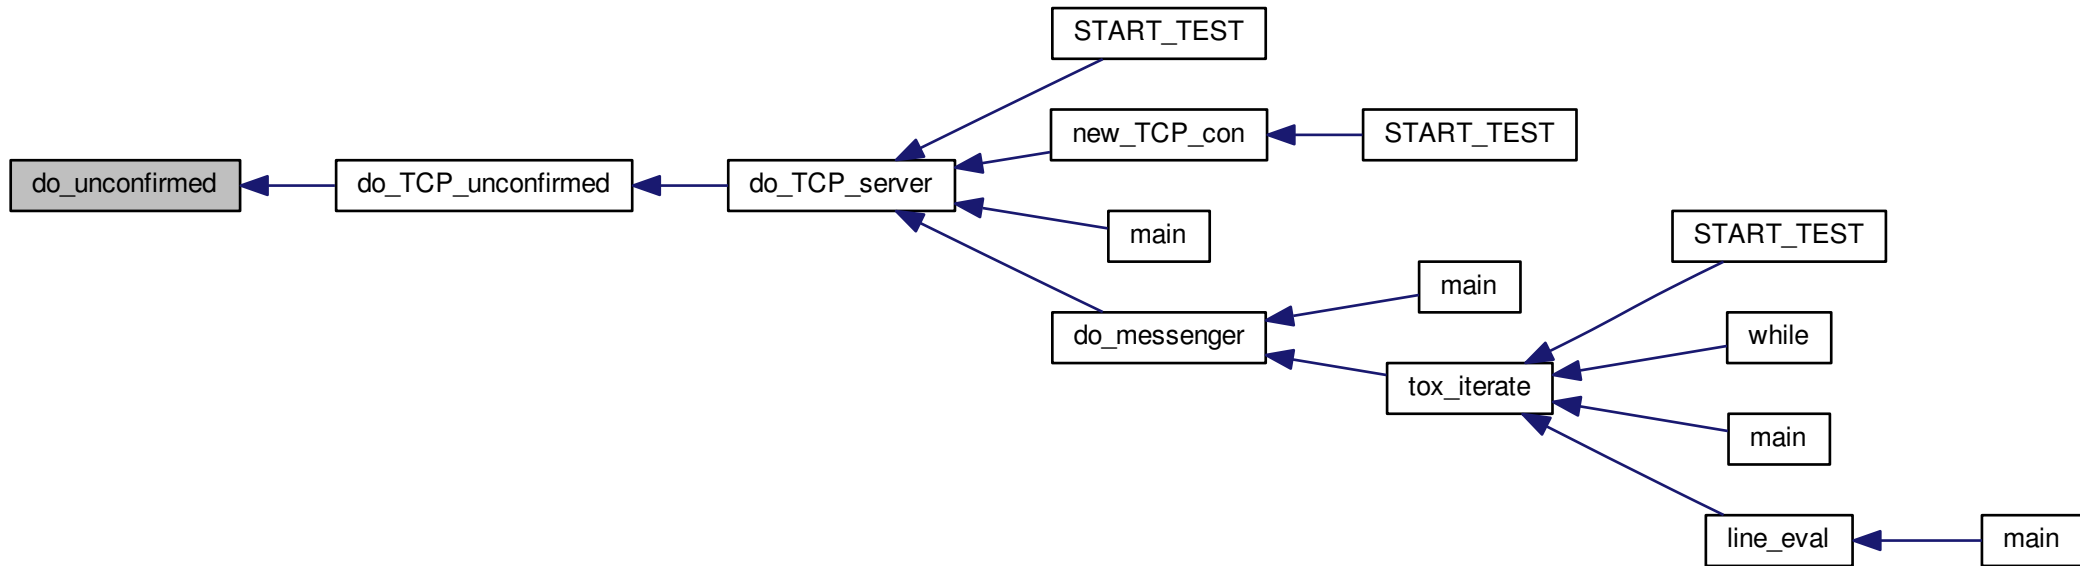 START_TEST
new_TCP_con
START_TEST
do_unconfirmed
do_TCP_unconfirmed
do_TCP_server
main
START_TEST
main
do_messenger
while
tox_iterate
main
line_eval
main